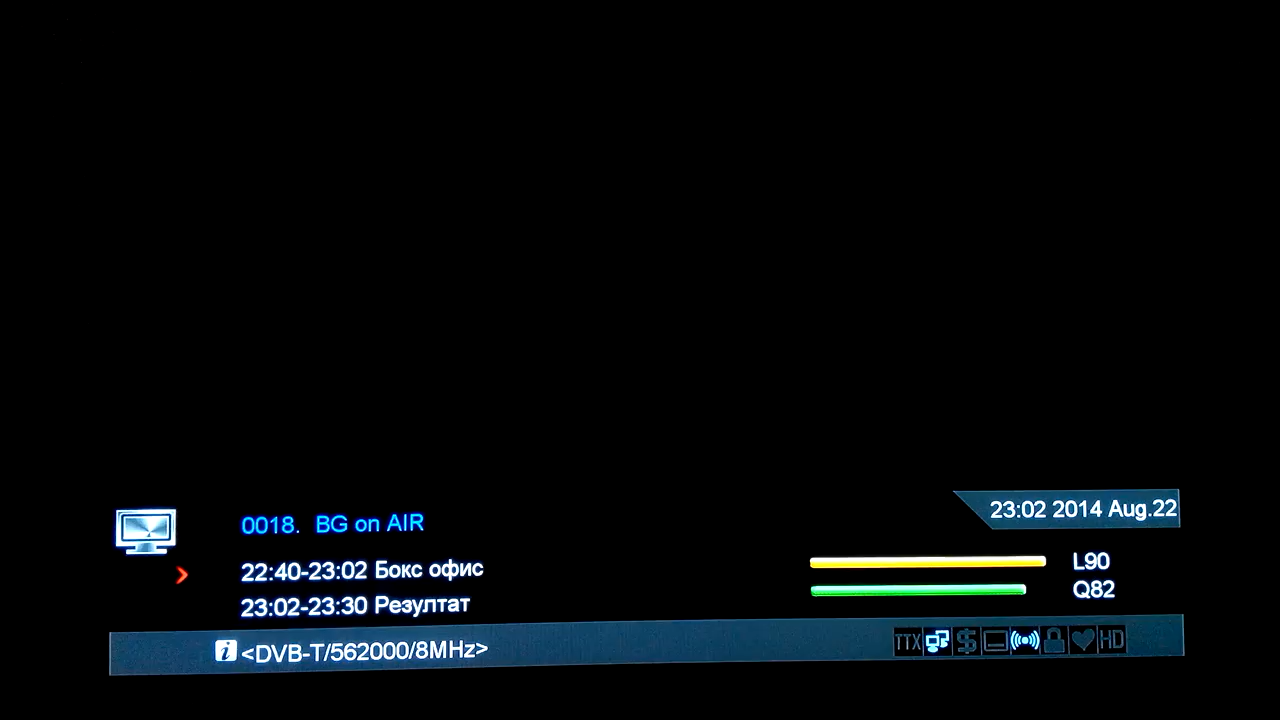 23:02 2014 Aug.22
0018. BG on AIR
22:40-23:02 Бокс офис
L90
23:02-23:30 Резултат
Q82
i <DVB-T/562000/8MHz>
TTX $ HD